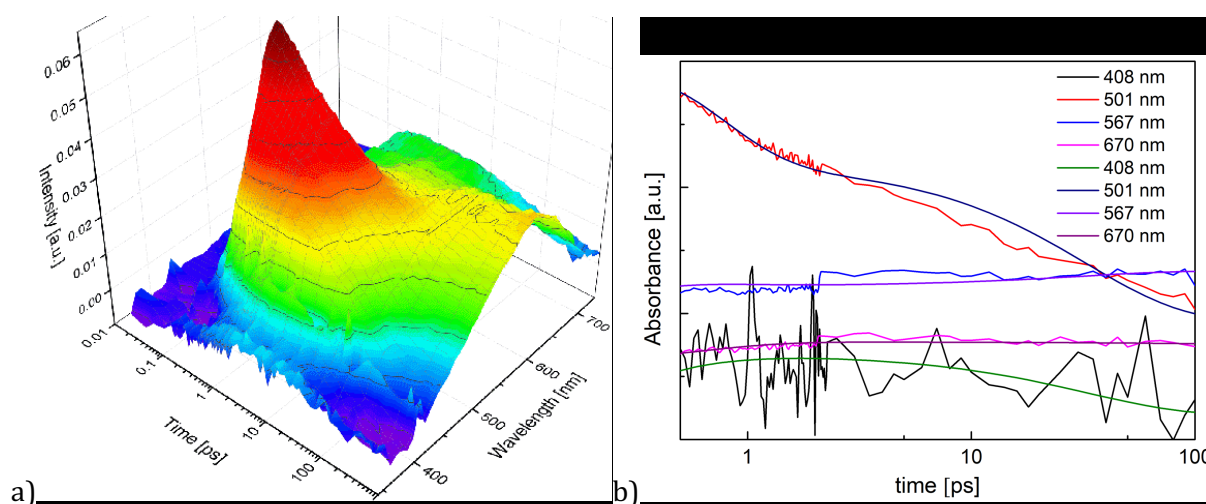 0.06
0.05
0.04
0.03
0.02
0.01
0.00
Intensity [a.u.]
0.01
0.1
1
10
100
Time [ps]
400
500
600
700
Wavelength [nm]
a)
408 nm
501 nm
567 nm
670 nm
408 nm
501 nm
567 nm
670 nm
Absorbance [a.u.]
1
10
100
time [ps]
b)